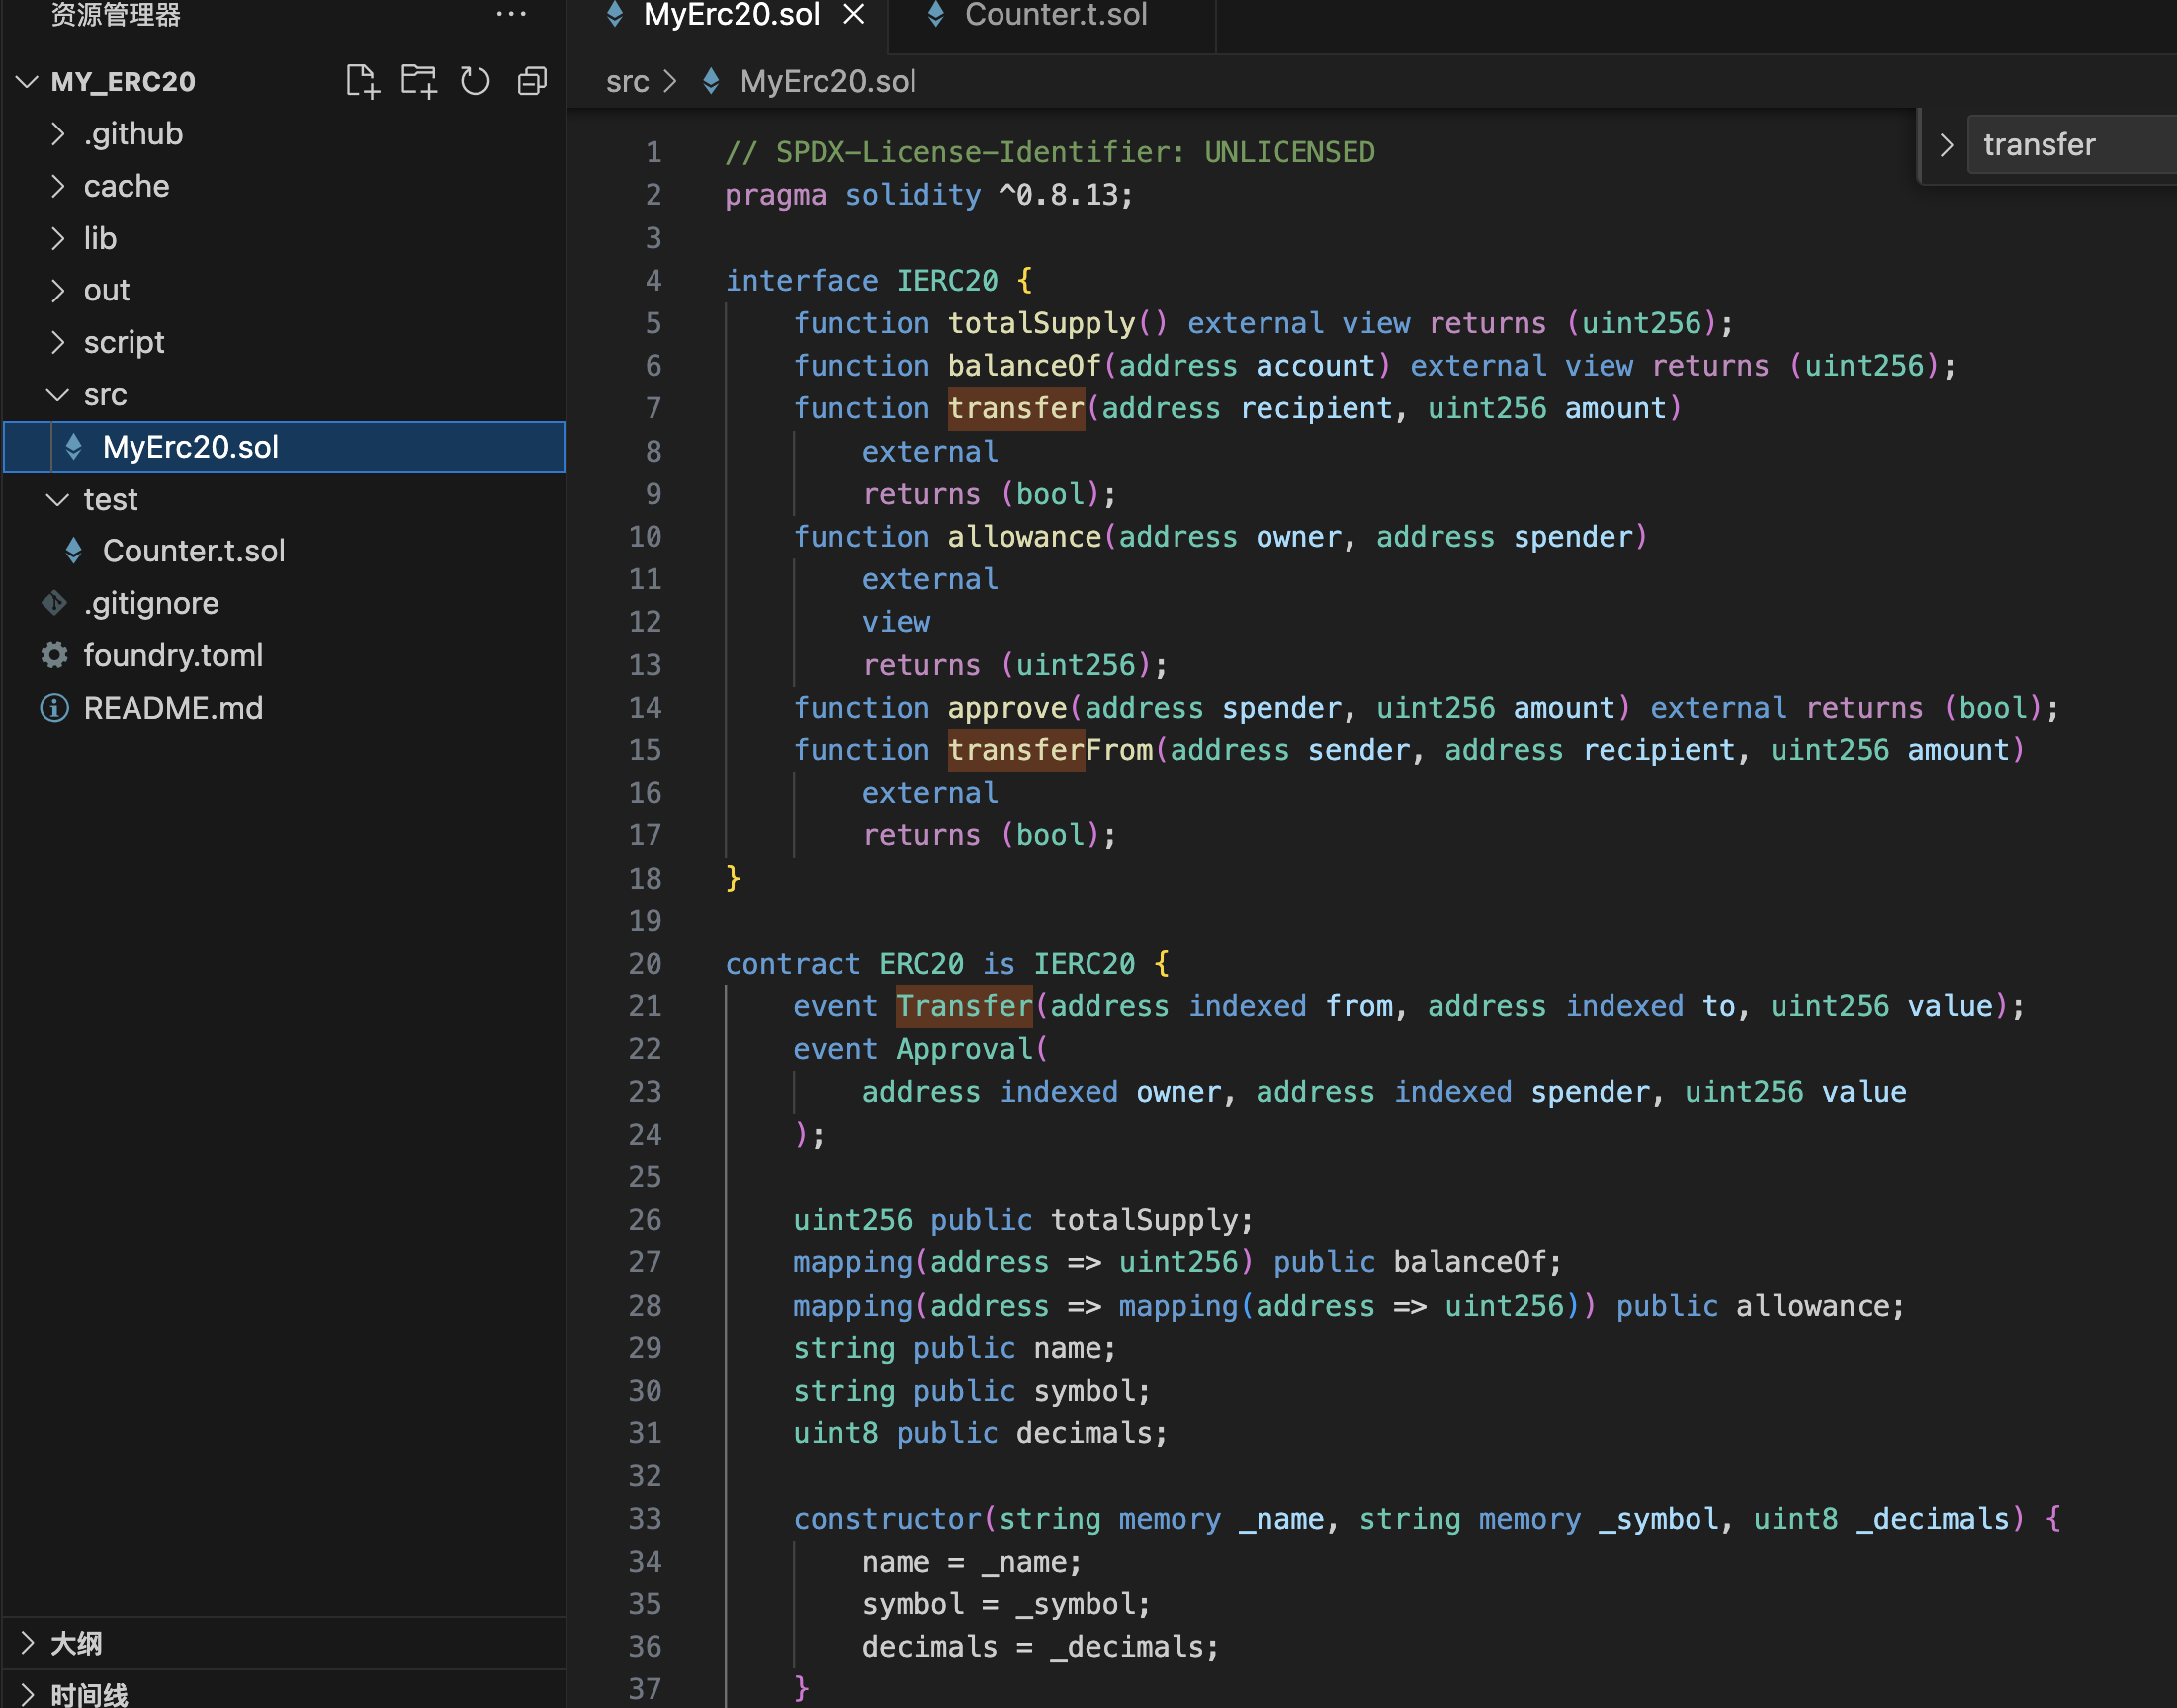 资源管理器
MY_ERC20
.github
cache
lib
out
script
src
MyErc20.sol
test
Counter.t.sol
.gitignore
foundry.toml
README.md
大纲
时间线
MyErc20.sol
Counter.t.sol
src > MyErc20.sol
transfer
1 // SPDX-License-Identifier: UNLICENSED
2 pragma solidity ^0.8.13;
3
4 interface IERC20 {
5     function totalSupply() external view returns (uint256);
6     function balanceOf(address account) external view returns (uint256);
7     function transfer(address recipient, uint256 amount)
8         external
9         returns (bool);
10     function allowance(address owner, address spender)
11         external
12         view
13         returns (uint256);
14     function approve(address spender, uint256 amount) external returns (bool);
15     function transferFrom(address sender, address recipient, uint256 amount)
16         external
17         returns (bool);
18 }
19
20 contract ERC20 is IERC20 {
21     event Transfer(address indexed from, address indexed to, uint256 value);
22     event Approval(
23         address indexed owner, address indexed spender, uint256 value
24     );
25
26     uint256 public totalSupply;
27     mapping(address => uint256) public balanceOf;
28     mapping(address => mapping(address => uint256)) public allowance;
29     string public name;
30     string public symbol;
31     uint8 public decimals;
32
33     constructor(string memory _name, string memory _symbol, uint8 _decimals) {
34         name = _name;
35         symbol = _symbol;
36         decimals = _decimals;
37     }